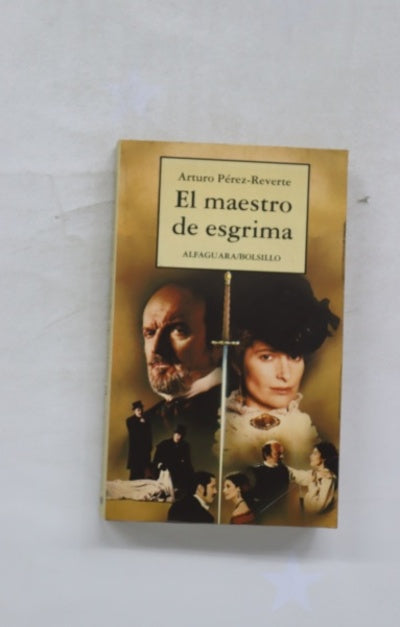 Arturo Pérez-Reverte
El maestro
de esgrima
ALFAGUARA/BOLSILLO